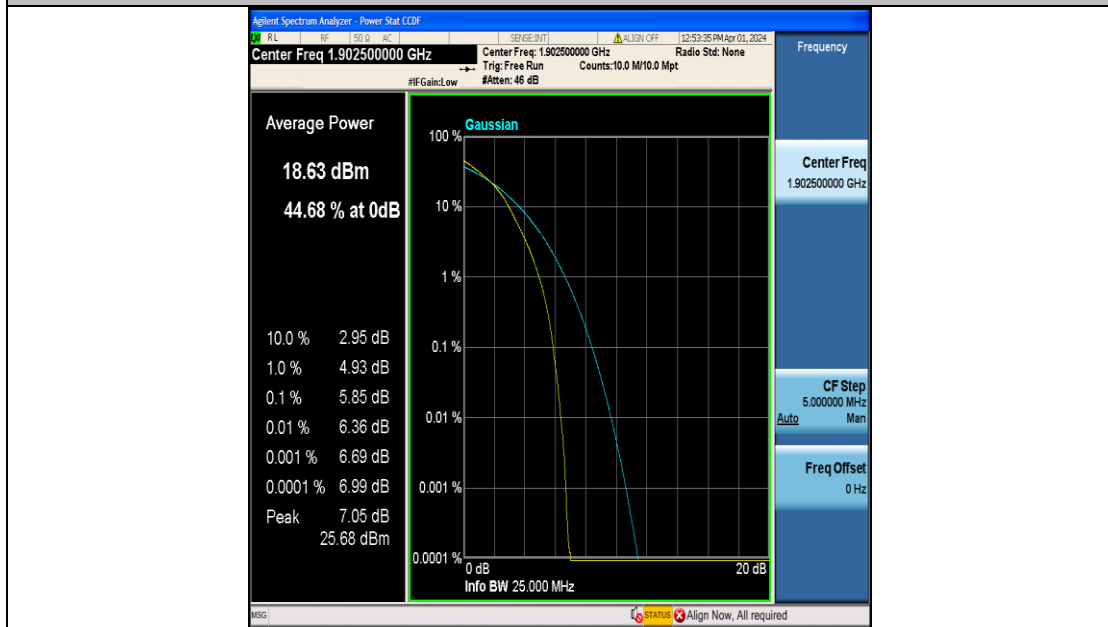 Agilent Spectrum Analyzer - Power Stat CCDF
RL RF 50 Ω AC SENSE:INT ALIGN OFF 12:53:35 PM Apr 01, 2024
Center Freq 1.902500000 GHz
Center Freq: 1.902500000 GHz Radio Std: None
Trig: Free Run Counts:10.0 M/10.0 Mpt
#IFGain:Low #Atten: 46 dB
Frequency
Average Power
18.63 dBm
44.68 % at 0dB
10.0 % 2.95 dB
1.0 % 4.93 dB
0.1 % 5.85 dB
0.01 % 6.36 dB
0.001 % 6.69 dB
0.0001 % 6.99 dB
Peak 7.05 dB
25.68 dBm
Gaussian
100 %
10 %
1 %
0.1 %
0.01 %
0.001 %
0.0001 %
0 dB 20 dB
Info BW 25.000 MHz
Center Freq
1.902500000 GHz
CF Step
5.000000 MHz
Auto Man
Freq Offset
0 Hz
MSG STATUS Align Now, All required